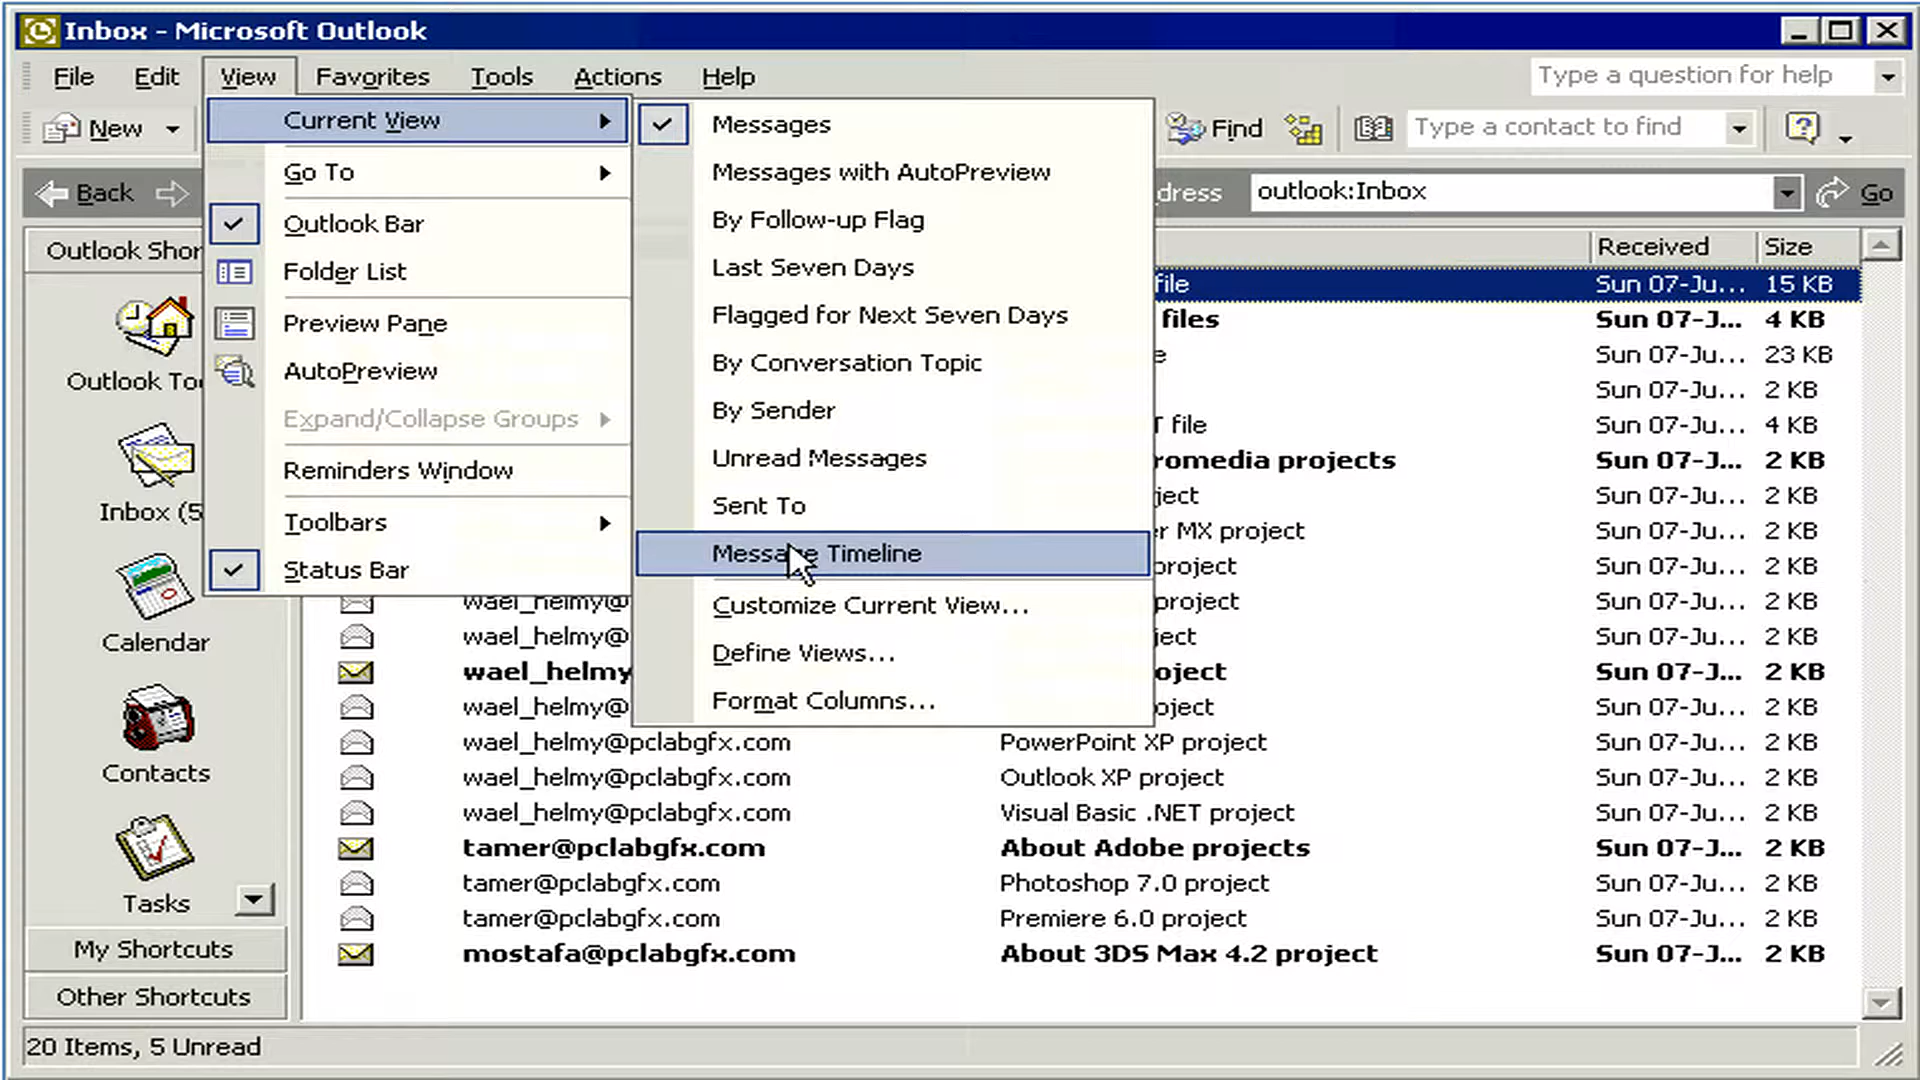 Inbox - Microsoft Outlook
File Edit View Favorites Tools Actions Help Type a question for help
New Find Type a contact to find
Back dress outlook:Inbox Go
Current View
Go To
Outlook Bar
Folder List
Preview Pane
AutoPreview
Expand/Collapse Groups
Reminders Window
Toolbars
Status Bar
Messages
Messages with AutoPreview
By Follow-up Flag
Last Seven Days
Flagged for Next Seven Days
By Conversation Topic
By Sender
Unread Messages
Sent To
Message Timeline
Customize Current View...
Define Views...
Format Columns...
Outlook Shor
Outlook To
Inbox (5
Calendar
Contacts
Tasks
My Shortcuts
Other Shortcuts
Received Size
file Sun 07-Ju... 15 KB
files Sun 07-J... 4 KB
e Sun 07-Ju... 23 KB
Sun 07-Ju... 2 KB
T file Sun 07-Ju... 4 KB
romedia projects Sun 07-J... 2 KB
ject Sun 07-Ju... 2 KB
r MX project Sun 07-Ju... 2 KB
project Sun 07-Ju... 2 KB
wael_helmy@ project Sun 07-Ju... 2 KB
wael_helmy@ ject Sun 07-Ju... 2 KB
wael_helmy oject Sun 07-J... 2 KB
wael_helmy@ ject Sun 07-Ju... 2 KB
wael_helmy@pclabgfx.com PowerPoint XP project Sun 07-Ju... 2 KB
wael_helmy@pclabgfx.com Outlook XP project Sun 07-Ju... 2 KB
wael_helmy@pclabgfx.com Visual Basic .NET project Sun 07-Ju... 2 KB
tamer@pclabgfx.com About Adobe projects Sun 07-J... 2 KB
tamer@pclabgfx.com Photoshop 7.0 project Sun 07-Ju... 2 KB
tamer@pclabgfx.com Premiere 6.0 project Sun 07-Ju... 2 KB
mostafa@pclabgfx.com About 3DS Max 4.2 project Sun 07-J... 2 KB
20 Items, 5 Unread